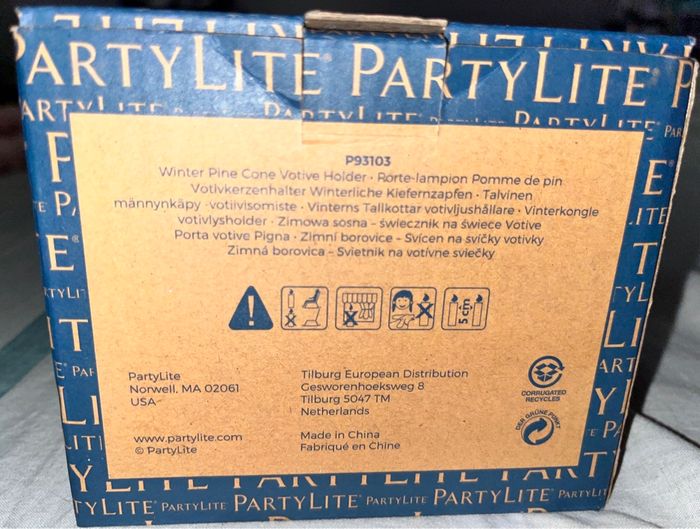 PARTYLITE® PARTYLITE®
P93103
Winter Pine Cone Votive Holder · Porte-lampion Pomme de pin
Votivkerzenhalter Winterliche Kiefernzapfen · Talvinen
männynkäpy -votiivisomiste · Vinterns Tallkottar votivljushållare · Vinterkongle
votivlysholder · Zimowa sosna – świecznik na świece Votive
Porta votive Pigna · Zimní borovice – Svícen na svíčky votivky
Zimná borovica – Svietnik na votívne sviečky
5 cm
PartyLite
Norwell, MA 02061
USA
www.partylite.com
© PartyLite
Tilburg European Distribution
Gesworenhoeksweg 8
Tilburg 5047 TM
Netherlands
Made in China
Fabriqué en Chine
CORRUGATED
RECYCLES
DER GRÜNE PUNKT
PARTYLITE® PARTYLITE PARTYLITE® PARTYLITE PARTYLITE